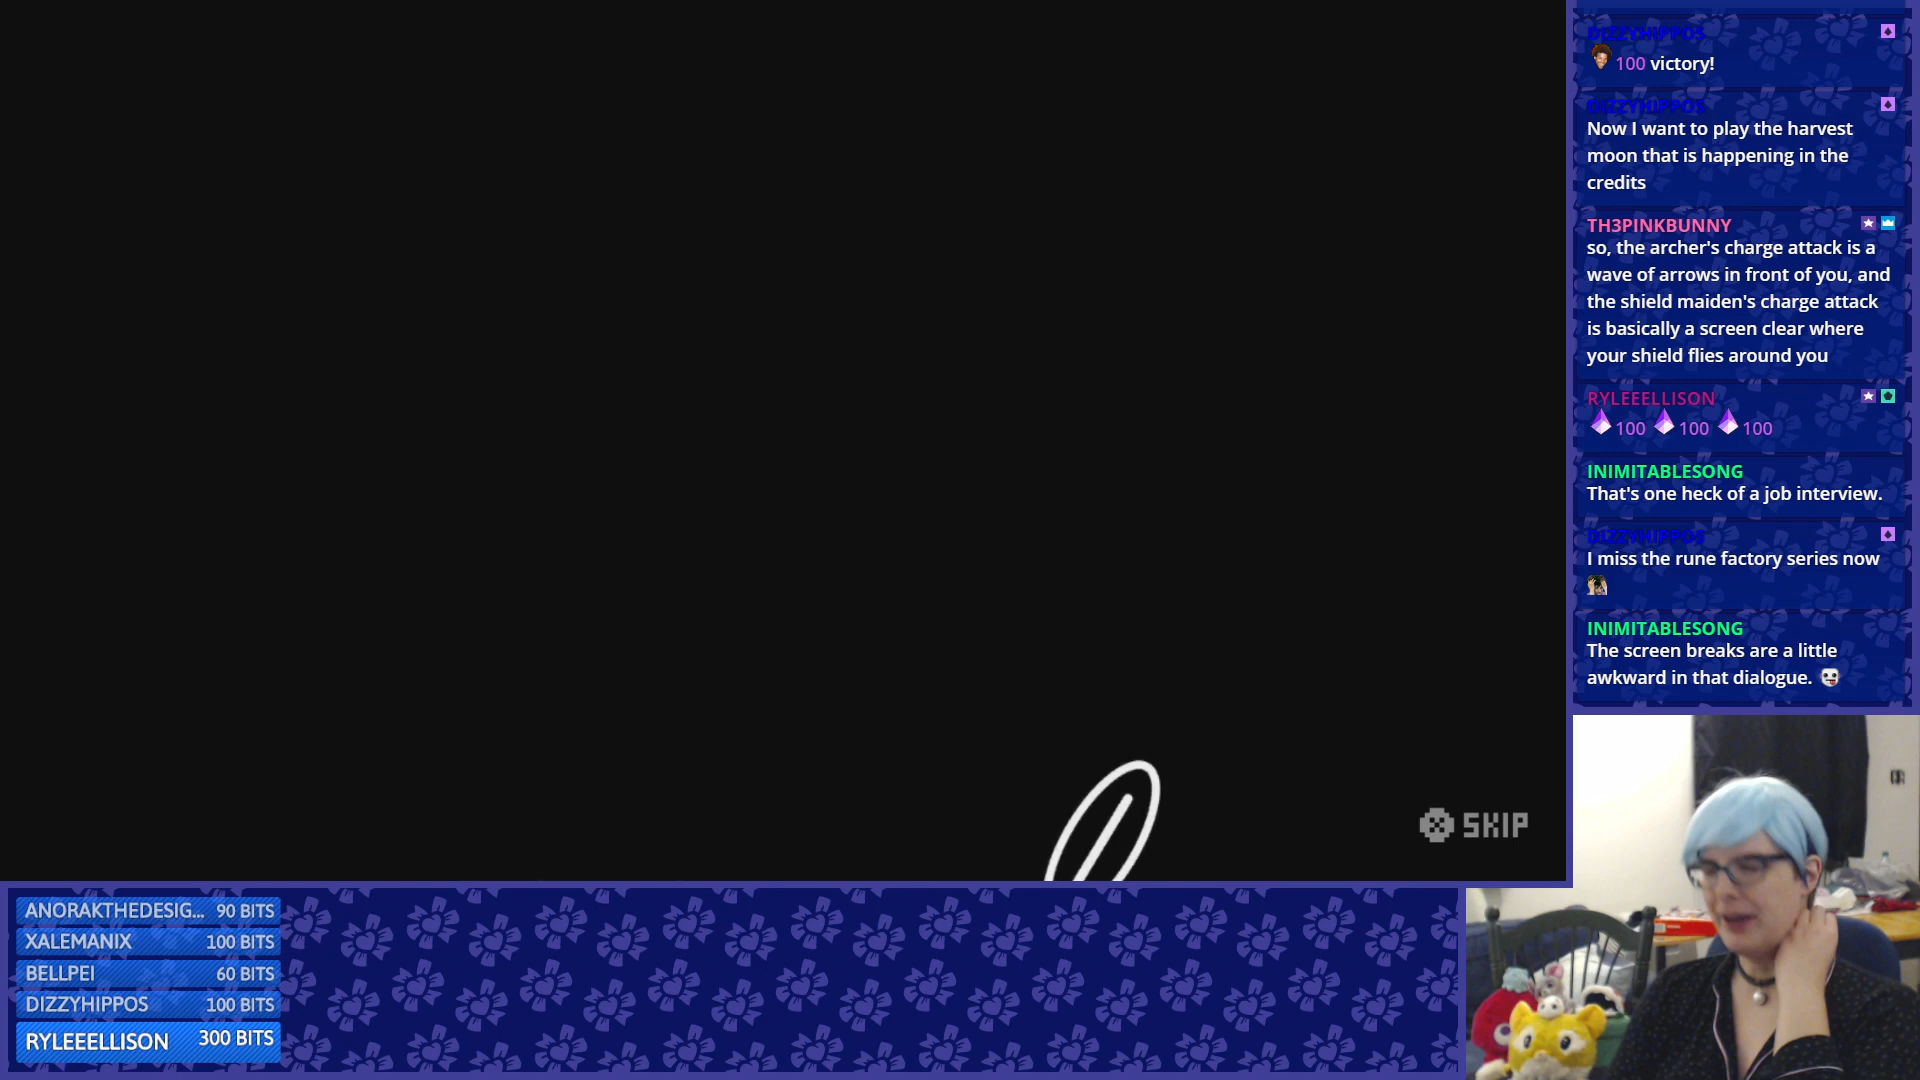 DIZZYHIPPOS
100 victory!
DIZZYHIPPOS
Now I want to play the harvest
moon that is happening in the
credits
TH3PINKBUNNY
so, the archer's charge attack is a
wave of arrows in front of you, and
the shield maiden's charge attack
is basically a screen clear where
your shield flies around you
RYLEEELLISON
100 100 100
INIMITABLESONG
That's one heck of a job interview.
DIZZYHIPPOS
I miss the rune factory series now
INIMITABLESONG
The screen breaks are a little
awkward in that dialogue.
SKIP
ANORAKTHEDESIG... 90 BITS
XALEMANIX 100 BITS
BELLPEI 60 BITS
DIZZYHIPPOS 100 BITS
RYLEEELLISON 300 BITS